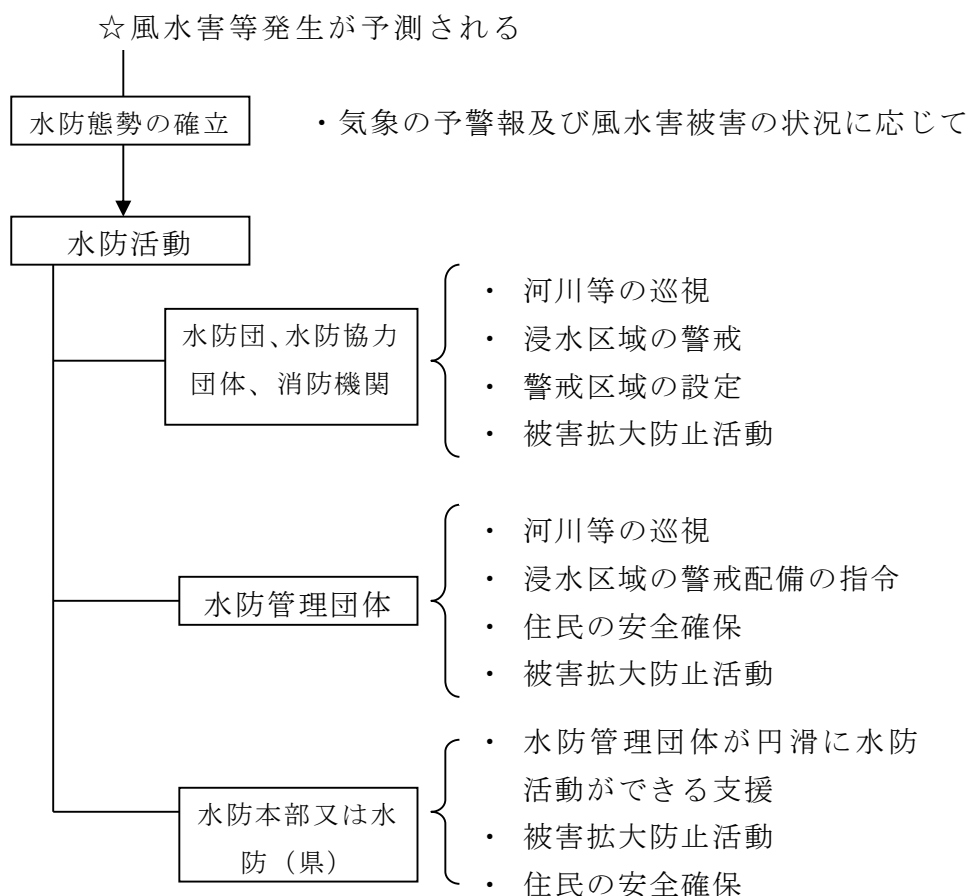 ☆風水害等発生が予測される
水防態勢の確立
・気象の予警報及び風水害被害の状況に応じて
水防活動
水防団、水防協力
団体、消防機関
・ 河川等の巡視
・ 浸水区域の警戒
・ 警戒区域の設定
・ 被害拡大防止活動
水防管理団体
・ 河川等の巡視
・ 浸水区域の警戒配備の指令
・ 住民の安全確保
・ 被害拡大防止活動
水防本部又は水
防（県）
・ 水防管理団体が円滑に水防
活動ができる支援
・ 被害拡大防止活動
・ 住民の安全確保